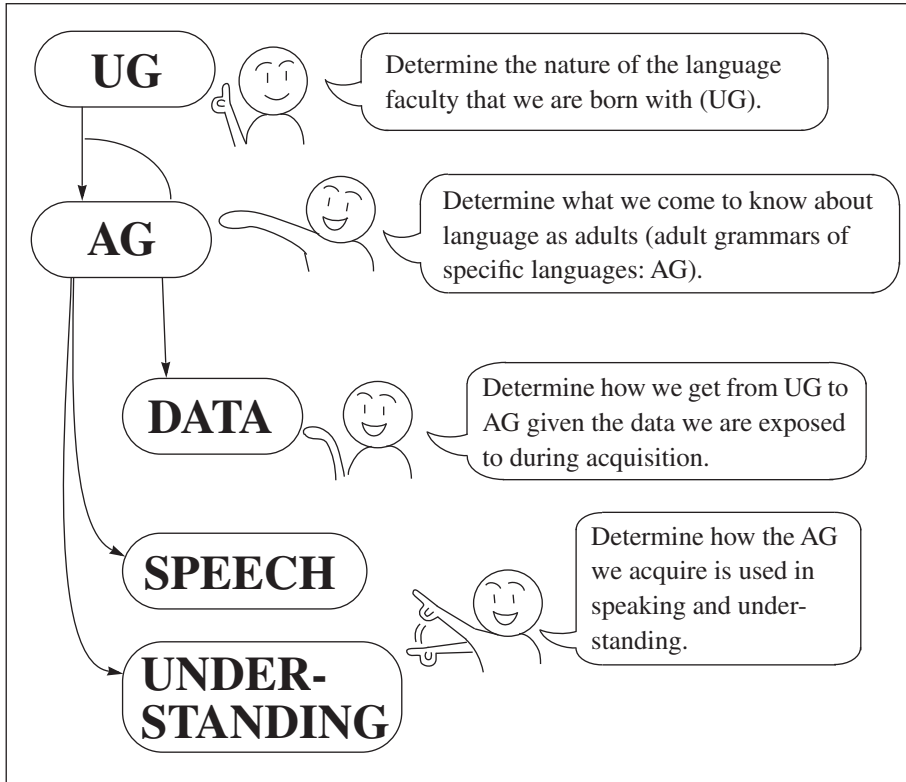 UG
Determine the nature of the language
faculty that we are born with (UG).
AG
Determine what we come to know about
language as adults (adult grammars of
specific languages: AG).
DATA
Determine how we get from UG to
AG given the data we are exposed
to during acquisition.
SPEECH
Determine how the AG
we acquire is used in
speaking and under-
standing.
UNDER-
STANDING